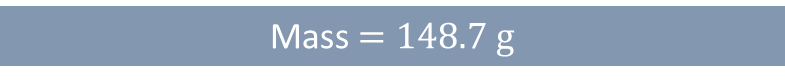 Mass = 148.7 g